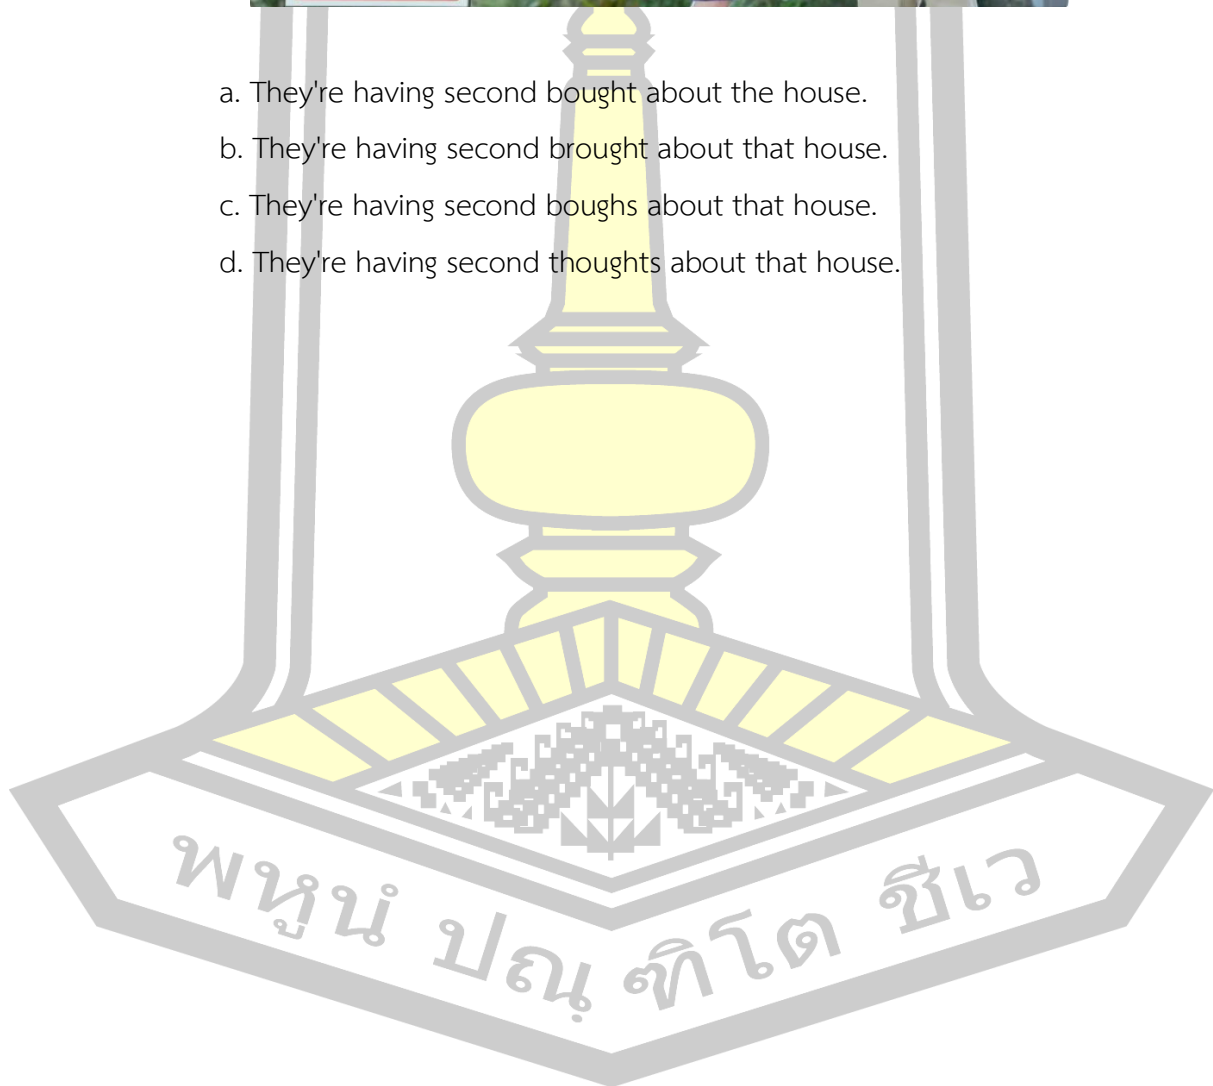 a. They're having second bought about the house.
b. They're having second brought about that house.
c. They're having second boughs about that house.
d. They're having second thoughts about that house.
พหูนํ ปณฺฑิโต ชีเว